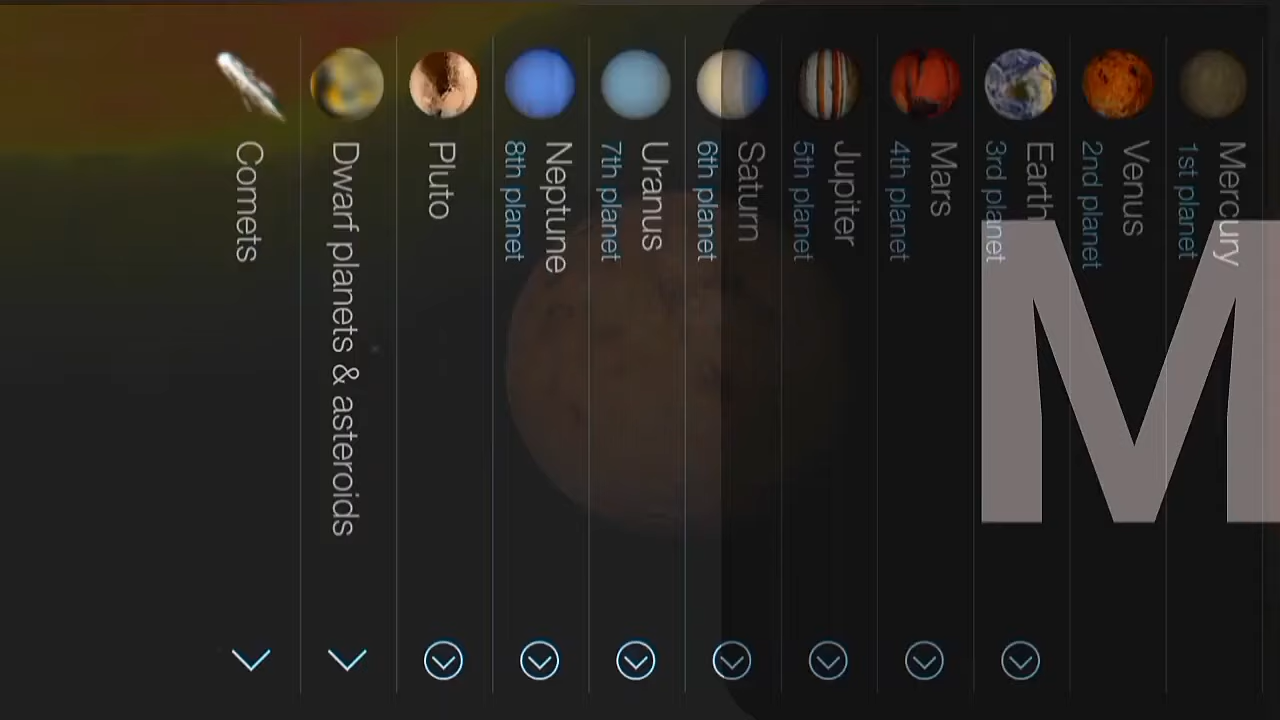 Mercury
1st planet
Venus
2nd planet
Earth
3rd planet
Mars
4th planet
Jupiter
5th planet
Saturn
6th planet
Uranus
7th planet
Neptune
8th planet
Pluto
Dwarf planets & asteroids
Comets
M